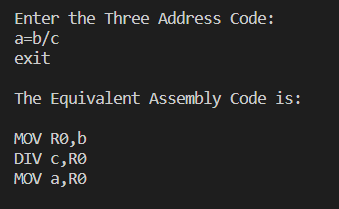 Enter the Three Address Code:
a=b/c
exit
The Equivalent Assembly Code is:
MOV R0,b
DIV c,R0
MOV a,R0